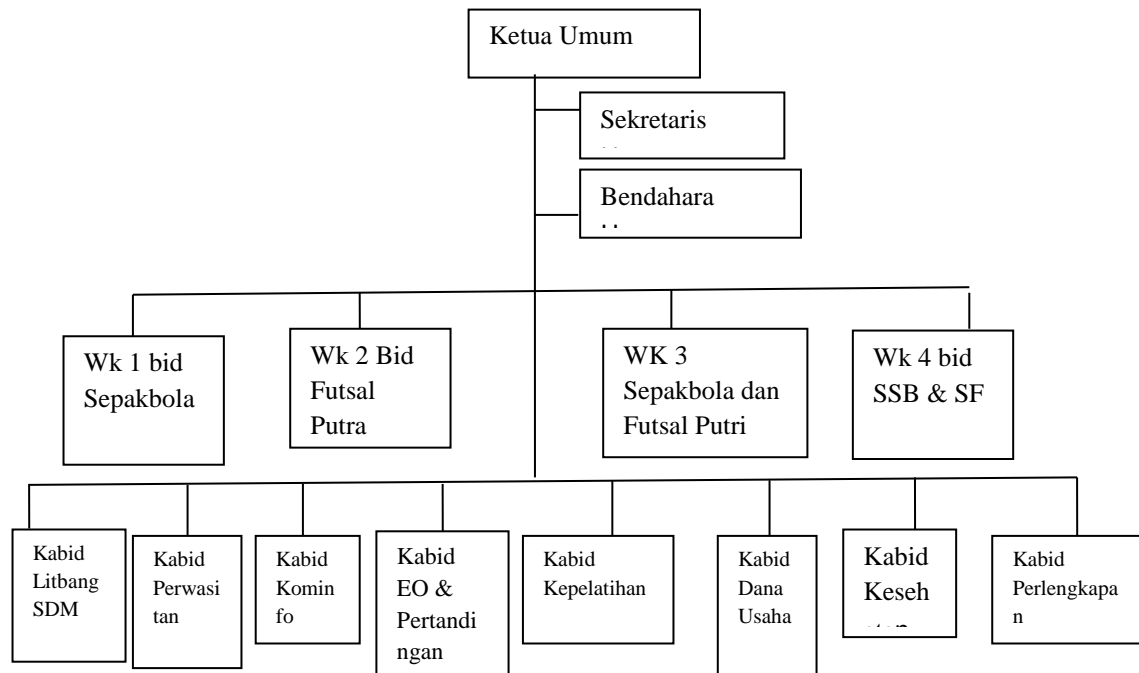 Ketua Umum
Sekretaris
Bendahara
Wk 1 bid
Sepakbola
Wk 2 Bid
Futsal
Putra
WK 3
Sepakbola dan
Futsal Putri
Wk 4 bid
SSB & SF
Kabid
Litbang
SDM
Kabid
Perwasi
tan
Kabid
Komin
fo
Kabid
EO &
Pertandi
ngan
Kabid
Kepelatihan
Kabid
Dana
Usaha
Kabid
Keseh
Kabid
Perlengkapa
n